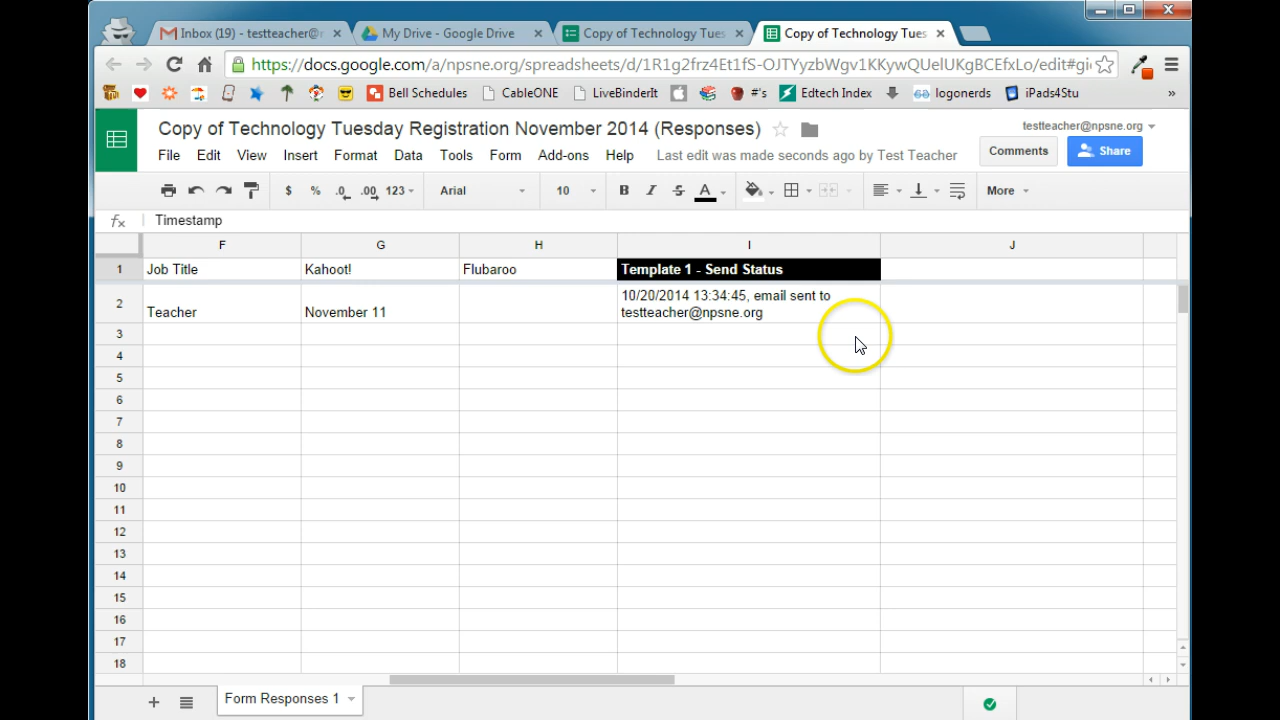 Inbox (19) - testteacher@r
My Drive - Google Drive
Copy of Technology Tues
Copy of Technology Tues
https://docs.google.com/a/npsne.org/spreadsheets/d/1R1g2frz4Et1fS-OJTYyzbWgv1KKywQUelUKgBCEfxLo/edit#gi
Bell Schedules
CableONE
LiveBinderIt
#'s
Edtech Index
logonerds
iPads4Stu
»
Copy of Technology Tuesday Registration November 2014 (Responses)
testteacher@npsne.org
File Edit View Insert Format Data Tools Form Add-ons Help
Last edit was made seconds ago by Test Teacher
Comments
Share
$ % .0 .00 123 Arial 10 B I S A More
fx Timestamp
F G H I J
1 Job Title Kahoot! Flubaroo Template 1 - Send Status
10/20/2014 13:34:45, email sent to
2 Teacher November 11 testteacher@npsne.org
3
4
5
6
7
8
9
10
11
12
13
14
15
16
17
18
Form Responses 1